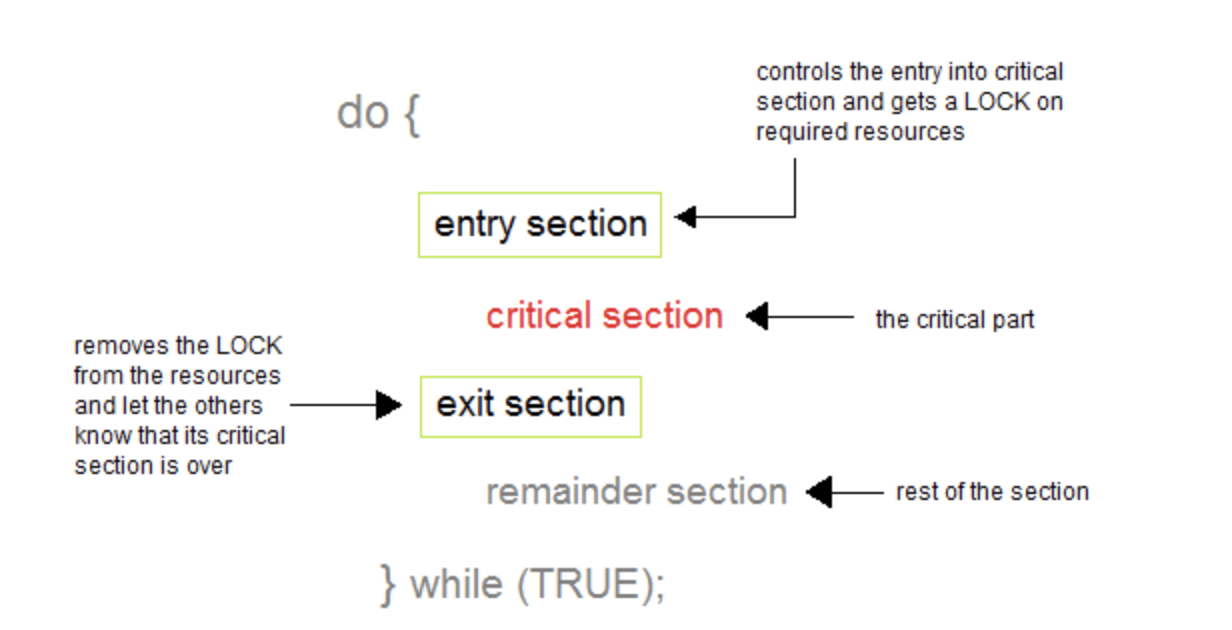 controls the entry into critical
section and gets a LOCK on
required resources
do {
entry section
critical section
the critical part
removes the LOCK
from the resources
and let the others
know that its critical
section is over
exit section
remainder section
rest of the section
} while (TRUE);